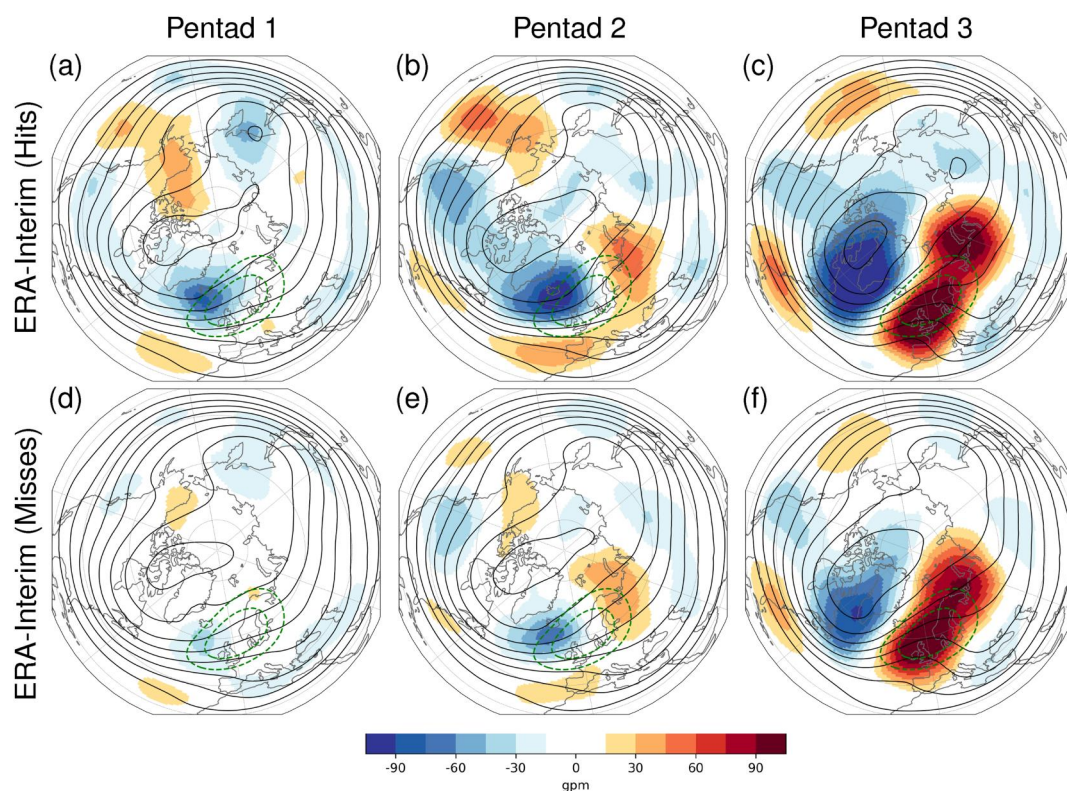 Pentad 1 Pentad 2 Pentad 3
(a) (b) (c)
ERA-Interim (Hits)
(d) (e) (f)
ERA-Interim (Misses)
-90 -60 -30 0 30 60 90
gpm